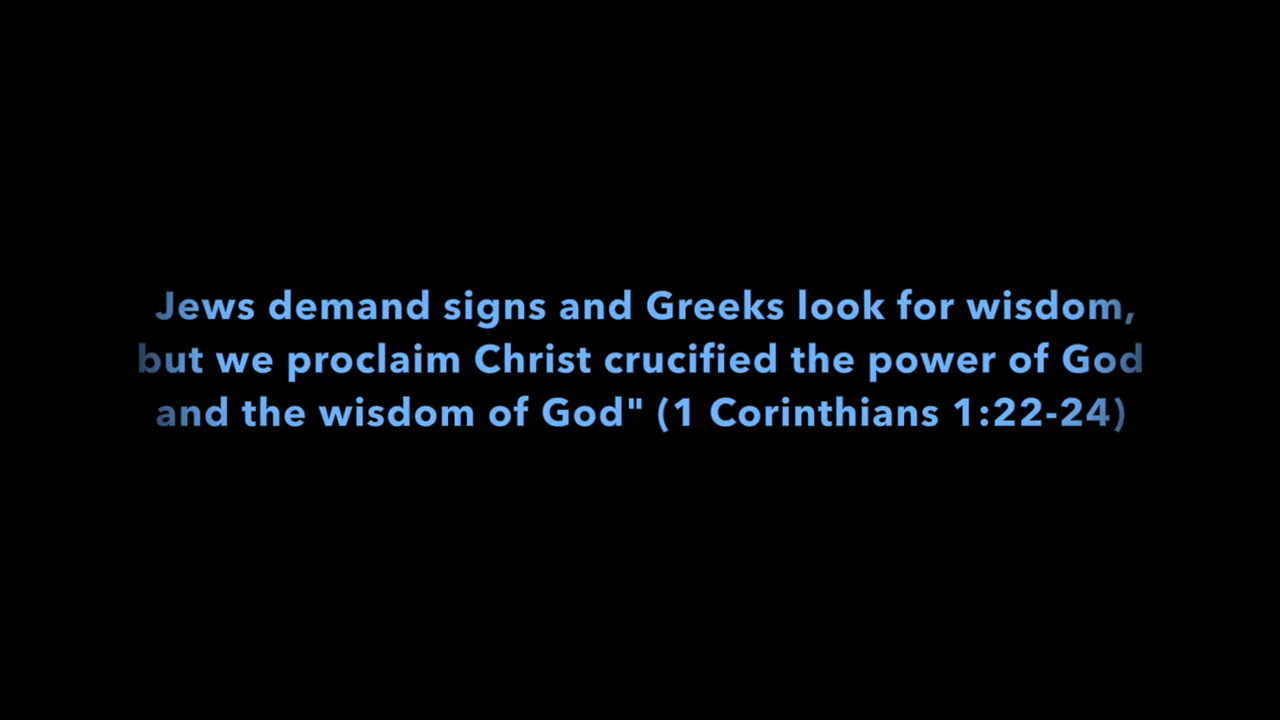 Jews demand signs and Greeks look for wisdom,
but we proclaim Christ crucified the power of God
and the wisdom of God" (1 Corinthians 1:22-24)